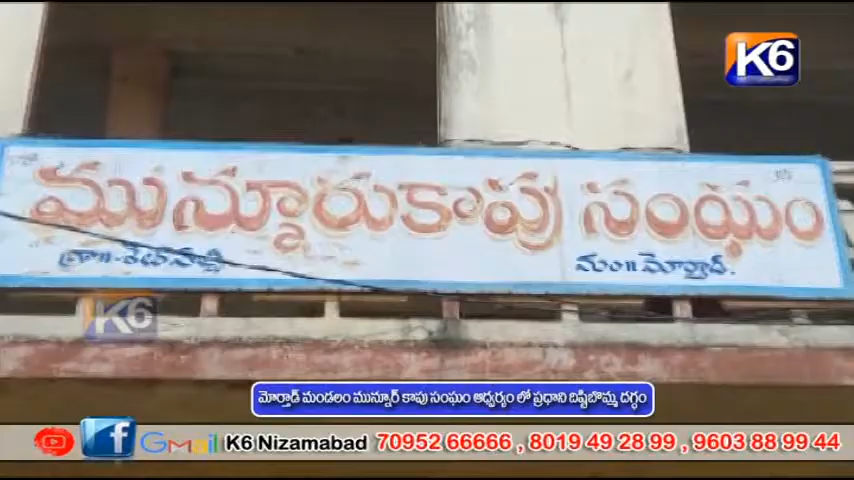 K6
మున్నూరుకాపు సంఘం
గ్రా॥ మం॥ మోర్తాడ్.
K6
మోర్తాడ్ మండలం మున్నూర్ కాపు సంఘం ఆధ్వర్యం లో ప్రధాని దిష్టిబొమ్మ దగ్ధం
f Gmail K6 Nizamabad 70952 66666 , 8019 49 28 99 , 9603 88 99 44